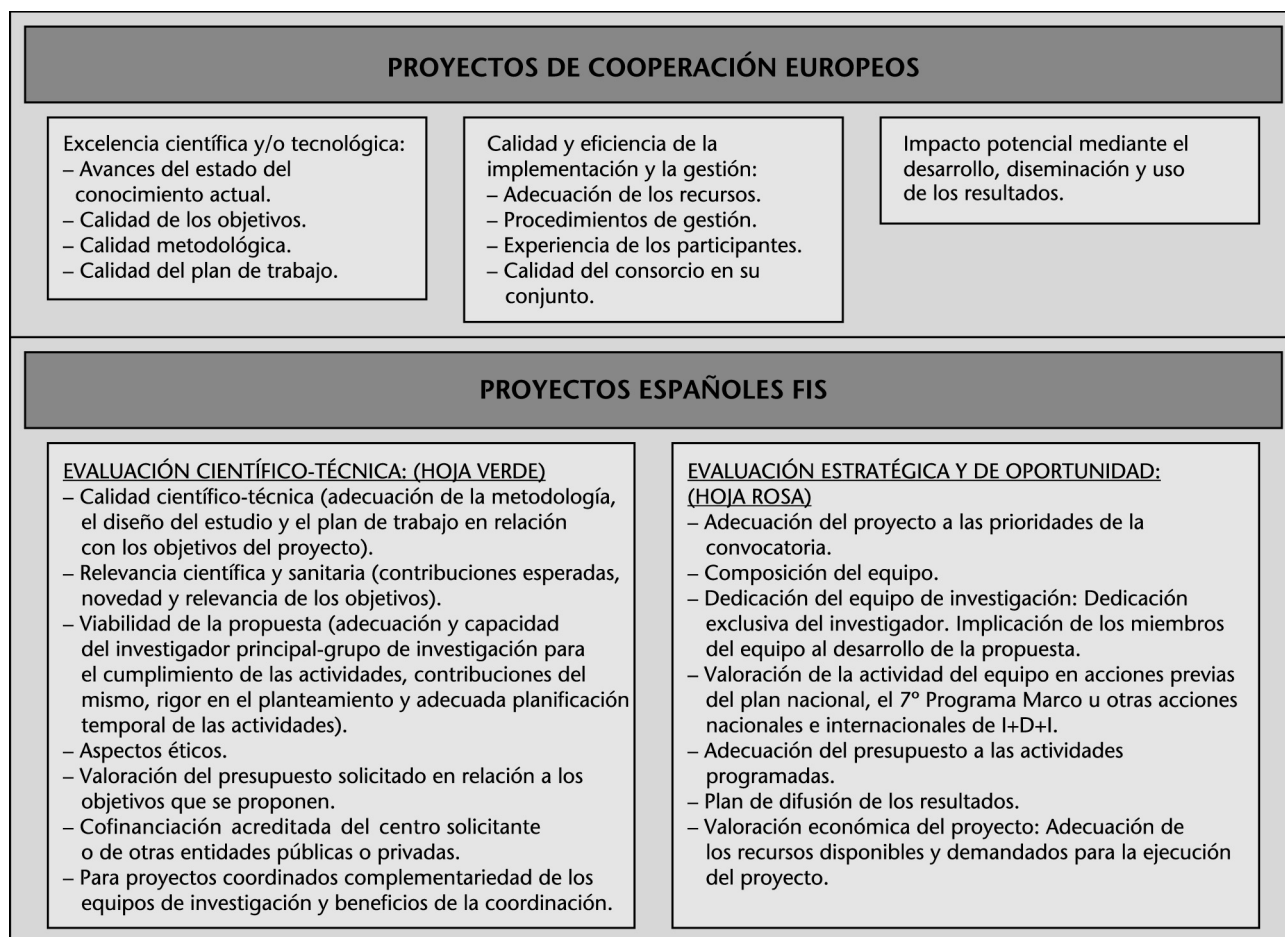 PROYECTOS DE COOPERACIÓN EUROPEOS
Excelencia científica y/o tecnológica:
– Avances del estado del
conocimiento actual.
– Calidad de los objetivos.
– Calidad metodológica.
– Calidad del plan de trabajo.
Calidad y eficiencia de la
implementación y la gestión:
– Adecuación de los recursos.
– Procedimientos de gestión.
– Experiencia de los participantes.
– Calidad del consorcio en su
conjunto.
Impacto potencial mediante el
desarrollo, diseminación y uso
de los resultados.
PROYECTOS ESPAÑOLES FIS
EVALUACIÓN CIENTÍFICO-TÉCNICA: (HOJA VERDE)
– Calidad científico-técnica (adecuación de la metodología,
el diseño del estudio y el plan de trabajo en relación
con los objetivos del proyecto).
– Relevancia científica y sanitaria (contribuciones esperadas,
novedad y relevancia de los objetivos).
– Viabilidad de la propuesta (adecuación y capacidad
del investigador principal-grupo de investigación para
el cumplimiento de las actividades, contribuciones del
mismo, rigor en el planteamiento y adecuada planificación
temporal de las actividades).
– Aspectos éticos.
– Valoración del presupuesto solicitado en relación a los
objetivos que se proponen.
– Cofinanciación acreditada del centro solicitante
o de otras entidades públicas o privadas.
– Para proyectos coordinados complementariedad de los
equipos de investigación y beneficios de la coordinación.
EVALUACIÓN ESTRATÉGICA Y DE OPORTUNIDAD:
(HOJA ROSA)
– Adecuación del proyecto a las prioridades de la
convocatoria.
– Composición del equipo.
– Dedicación del equipo de investigación: Dedicación
exclusiva del investigador. Implicación de los miembros
del equipo al desarrollo de la propuesta.
– Valoración de la actividad del equipo en acciones previas
del plan nacional, el 7º Programa Marco u otras acciones
nacionales e internacionales de I+D+I.
– Adecuación del presupuesto a las actividades
programadas.
– Plan de difusión de los resultados.
– Valoración económica del proyecto: Adecuación de
los recursos disponibles y demandados para la ejecución
del proyecto.